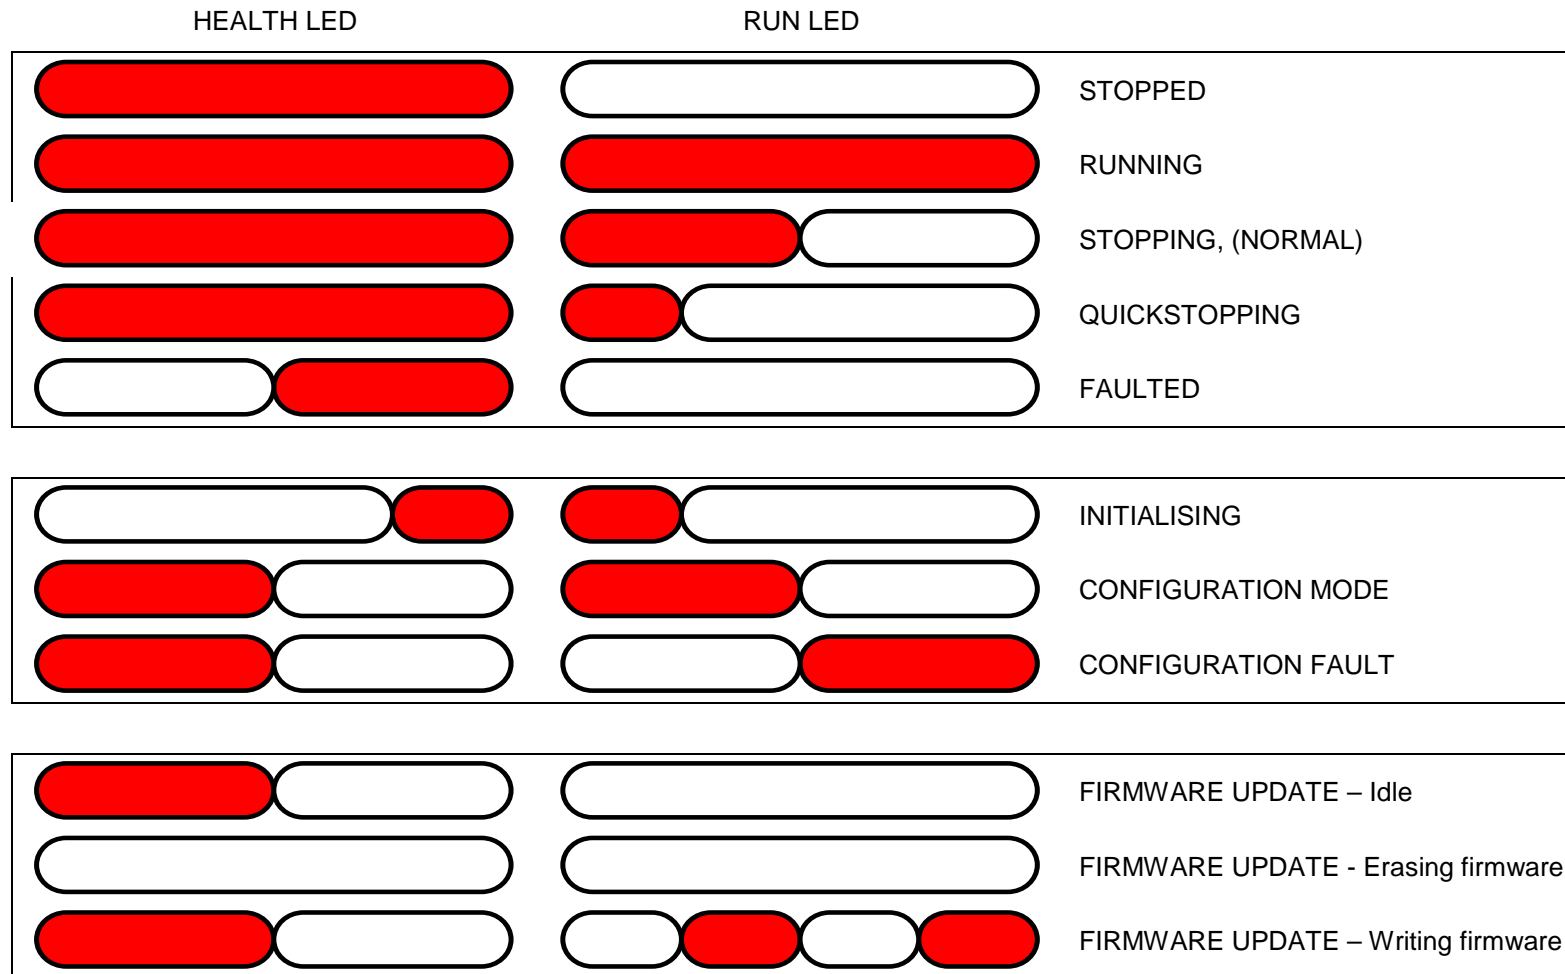 HEALTH LED RUN LED
STOPPED
RUNNING
STOPPING, (NORMAL)
QUICKSTOPPING
FAULTED
INITIALISING
CONFIGURATION MODE
CONFIGURATION FAULT
FIRMWARE UPDATE – Idle
FIRMWARE UPDATE - Erasing firmware
FIRMWARE UPDATE – Writing firmware